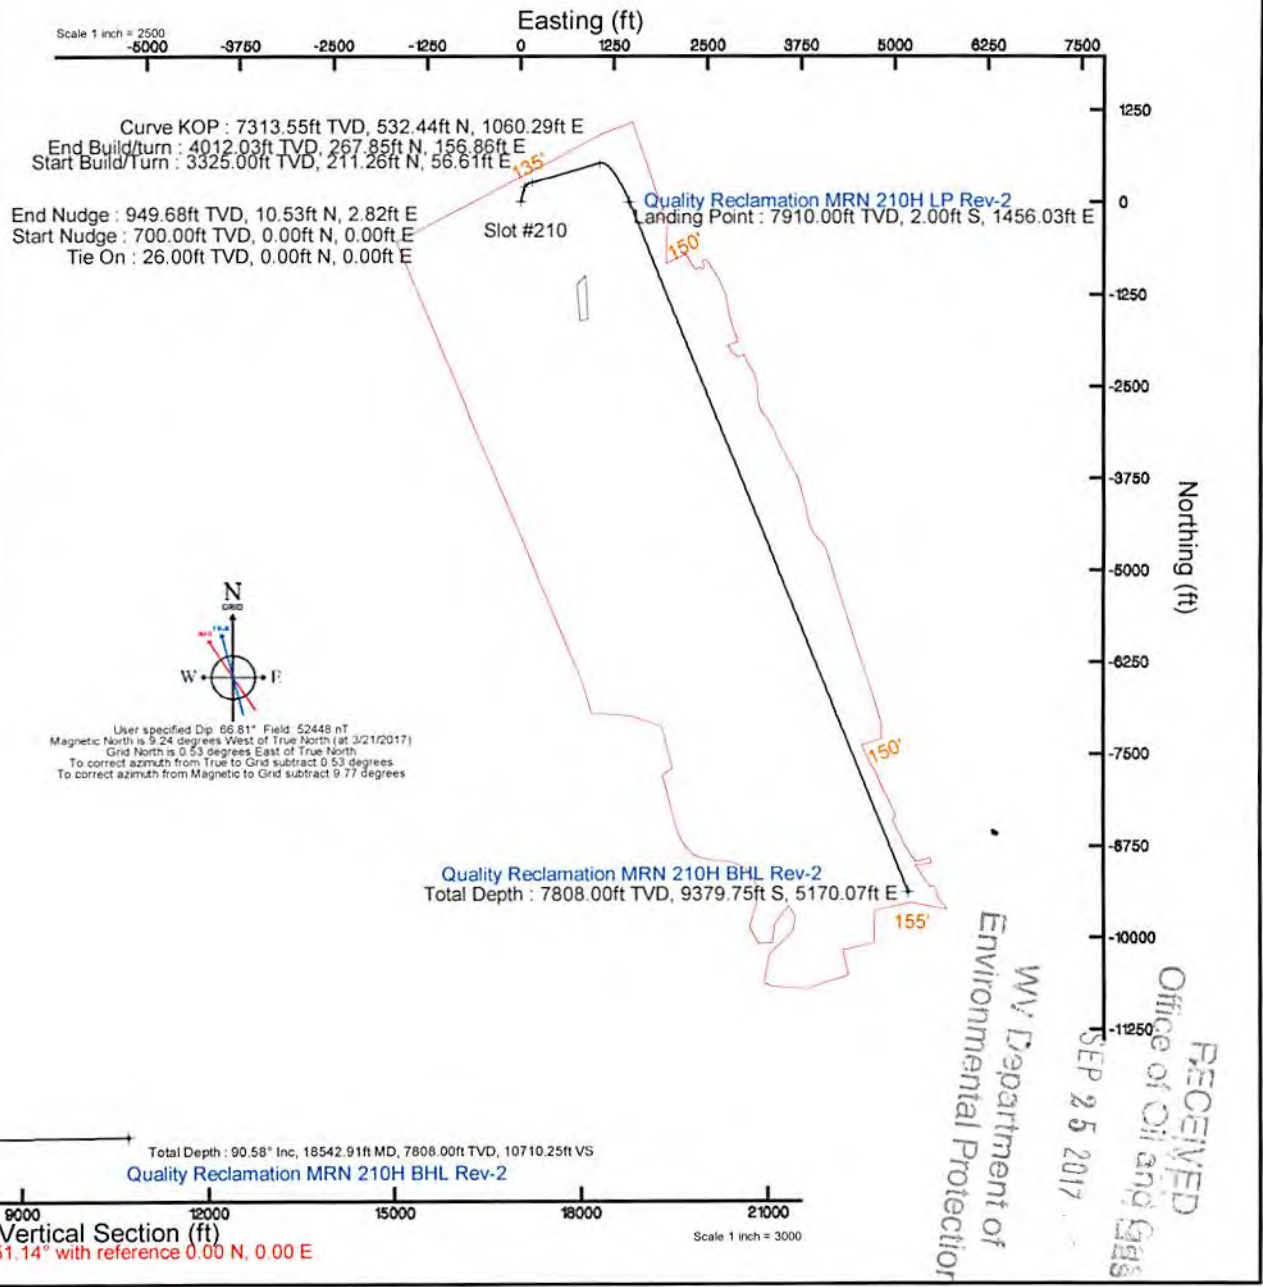 Easting (ft)
Scale 1 inch = 2500
-5000 -3750 -2500 -1250 0 1250 2500 3750 5000 6250 7500
1250
Curve KOP : 7313.55ft TVD, 532.44ft N, 1060.29ft E
End Build/turn : 4012.03ft TVD, 267.85ft N, 156.86ft E
Start Build/Turn : 3325.00ft TVD, 211.26ft N, 56.61ft E
135'
Quality Reclamation MRN 210H LP Rev-2
0
Landing Point : 7910.00ft TVD, 2.00ft S, 1456.03ft E
End Nudge : 949.68ft TVD, 10.53ft N, 2.82ft E
Start Nudge : 700.00ft TVD, 0.00ft N, 0.00ft E
Tie On : 26.00ft TVD, 0.00ft N, 0.00ft E
Slot #210
150'
-1250
-2500
-3750
Northing (ft)
-5000
-6250
-7500
-8750
-10000
-11250
N
GRID
W E
User specified Dip: 66.81° Field: 52448 nT
Magnetic North is 9.24 degrees West of True North (at 3/21/2017)
Grid North is 0.53 degrees East of True North
To correct azimuth from True to Grid subtract 0.53 degrees
To correct azimuth from Magnetic to Grid subtract 9.77 degrees
150'
Quality Reclamation MRN 210H BHL Rev-2
Total Depth : 7808.00ft TVD, 9379.75ft S, 5170.07ft E
155'
RECEIVED
Office of Oil and Gas
SEP 25 2017
WV Department of
Environmental Protection
Total Depth : 90.58° Inc, 18542.91ft MD, 7808.00ft TVD, 10710.25ft VS
Quality Reclamation MRN 210H BHL Rev-2
9000 12000 15000 18000 21000
Vertical Section (ft)
Scale 1 inch = 3000
51.14° with reference 0.00 N, 0.00 E